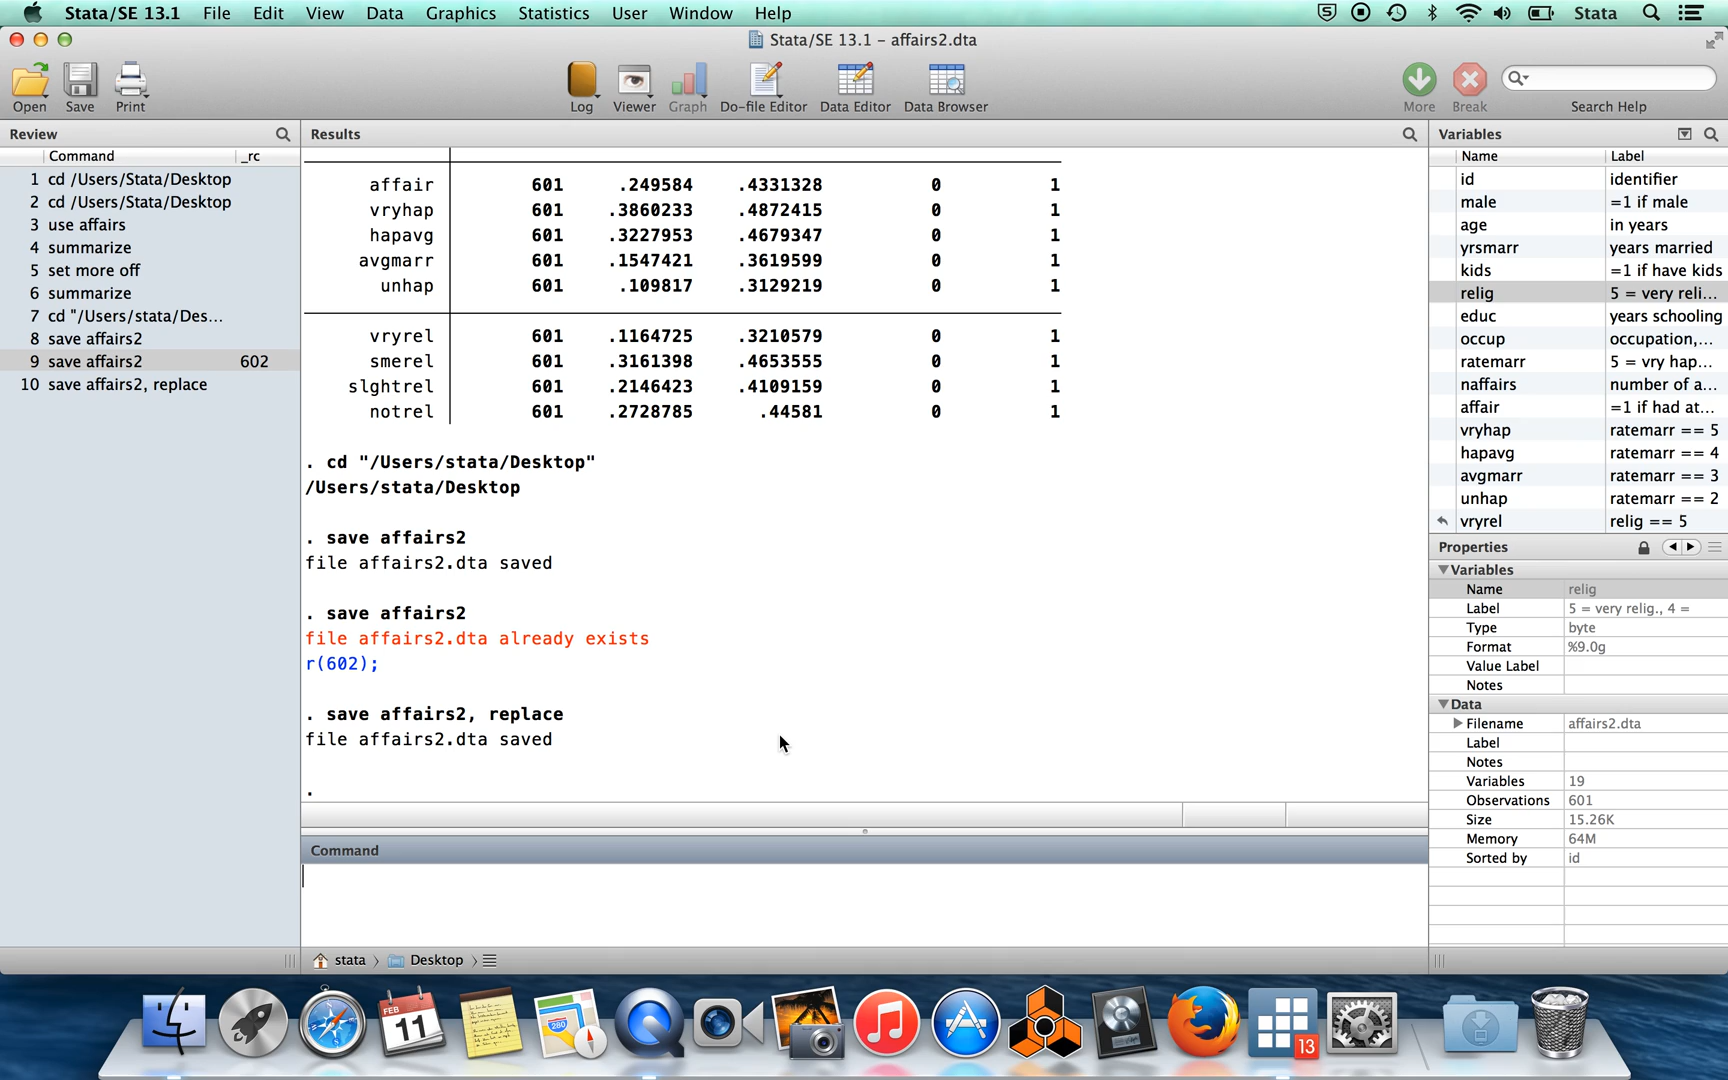 Stata/SE 13.1 File Edit View Data Graphics Statistics User Window Help Stata
Stata/SE 13.1 – affairs2.dta
Open Save Print Log Viewer Graph Do-file Editor Data Editor Data Browser More Break Search Help
Review
Command _rc
1 cd /Users/Stata/Desktop
2 cd /Users/Stata/Desktop
3 use affairs
4 summarize
5 set more off
6 summarize
7 cd "/Users/stata/Des...
8 save affairs2
9 save affairs2 602
10 save affairs2, replace
Results
affair 601 .249584 .4331328 0 1
vryhap 601 .3860233 .4872415 0 1
hapavg 601 .3227953 .4679347 0 1
avgmarr 601 .1547421 .3619599 0 1
unhap 601 .109817 .3129219 0 1
vryrel 601 .1164725 .3210579 0 1
smerel 601 .3161398 .4653555 0 1
slghtrel 601 .2146423 .4109159 0 1
notrel 601 .2728785 .44581 0 1
. cd "/Users/stata/Desktop"
/Users/stata/Desktop
. save affairs2
file affairs2.dta saved
. save affairs2
file affairs2.dta already exists
r(602);
. save affairs2, replace
file affairs2.dta saved
.
Command
stata Desktop
Variables
Name Label
id identifier
male =1 if male
age in years
yrsmarr years married
kids =1 if have kids
relig 5 = very reli...
educ years schooling
occup occupation,...
ratemarr 5 = vry hap...
naffairs number of a...
affair =1 if had at...
vryhap ratemarr == 5
hapavg ratemarr == 4
avgmarr ratemarr == 3
unhap ratemarr == 2
vryrel relig == 5
Properties
Variables
Name relig
Label 5 = very relig., 4 =
Type byte
Format %9.0g
Value Label
Notes
Data
Filename affairs2.dta
Label
Notes
Variables 19
Observations 601
Size 15.26K
Memory 64M
Sorted by id
FEB
11
280
13